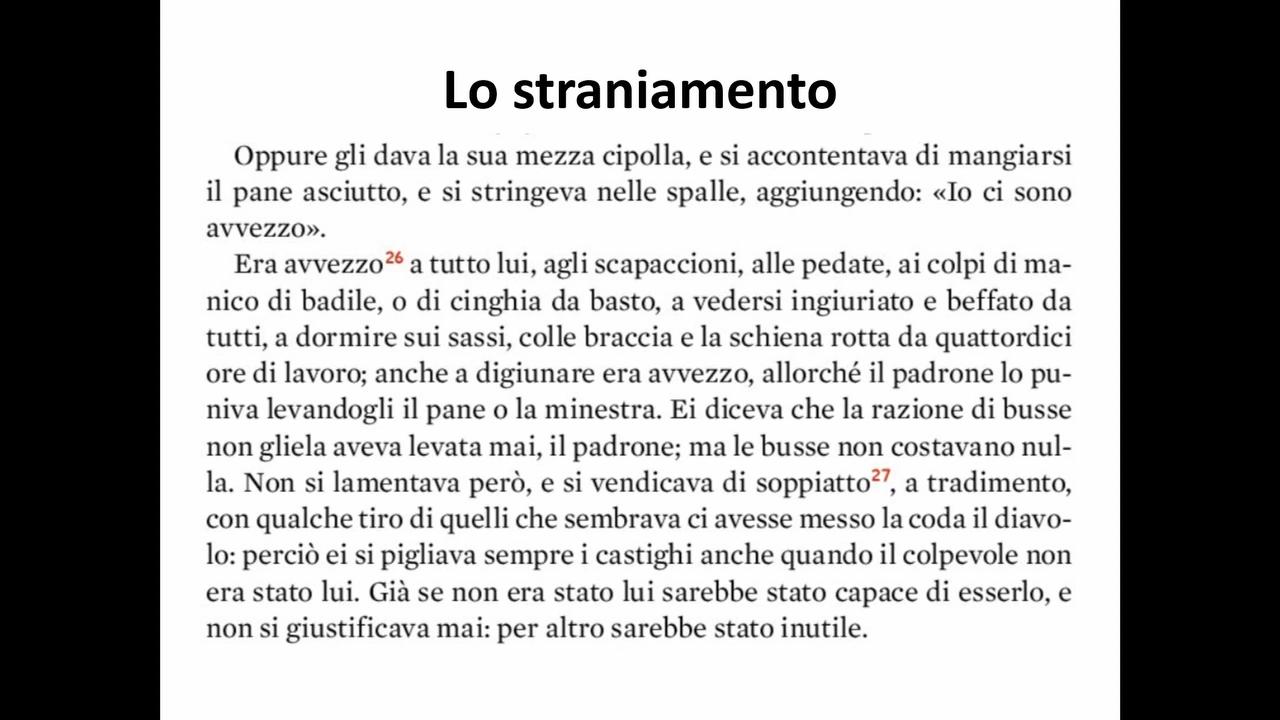 Lo straniamento
Oppure gli dava la sua mezza cipolla, e si accontentava di mangiarsi
il pane asciutto, e si stringeva nelle spalle, aggiungendo: «Io ci sono
avvezzo».
Era avvezzo26 a tutto lui, agli scapaccioni, alle pedate, ai colpi di ma-
nico di badile, o di cinghia da basto, a vedersi ingiuriato e beffato da
tutti, a dormire sui sassi, colle braccia e la schiena rotta da quattordici
ore di lavoro; anche a digiunare era avvezzo, allorché il padrone lo pu-
niva levandogli il pane o la minestra. Ei diceva che la razione di busse
non gliela aveva levata mai, il padrone; ma le busse non costavano nul-
la. Non si lamentava però, e si vendicava di soppiatto27, a tradimento,
con qualche tiro di quelli che sembrava ci avesse messo la coda il diavo-
lo: perciò ei si pigliava sempre i castighi anche quando il colpevole non
era stato lui. Già se non era stato lui sarebbe stato capace di esserlo, e
non si giustificava mai: per altro sarebbe stato inutile.